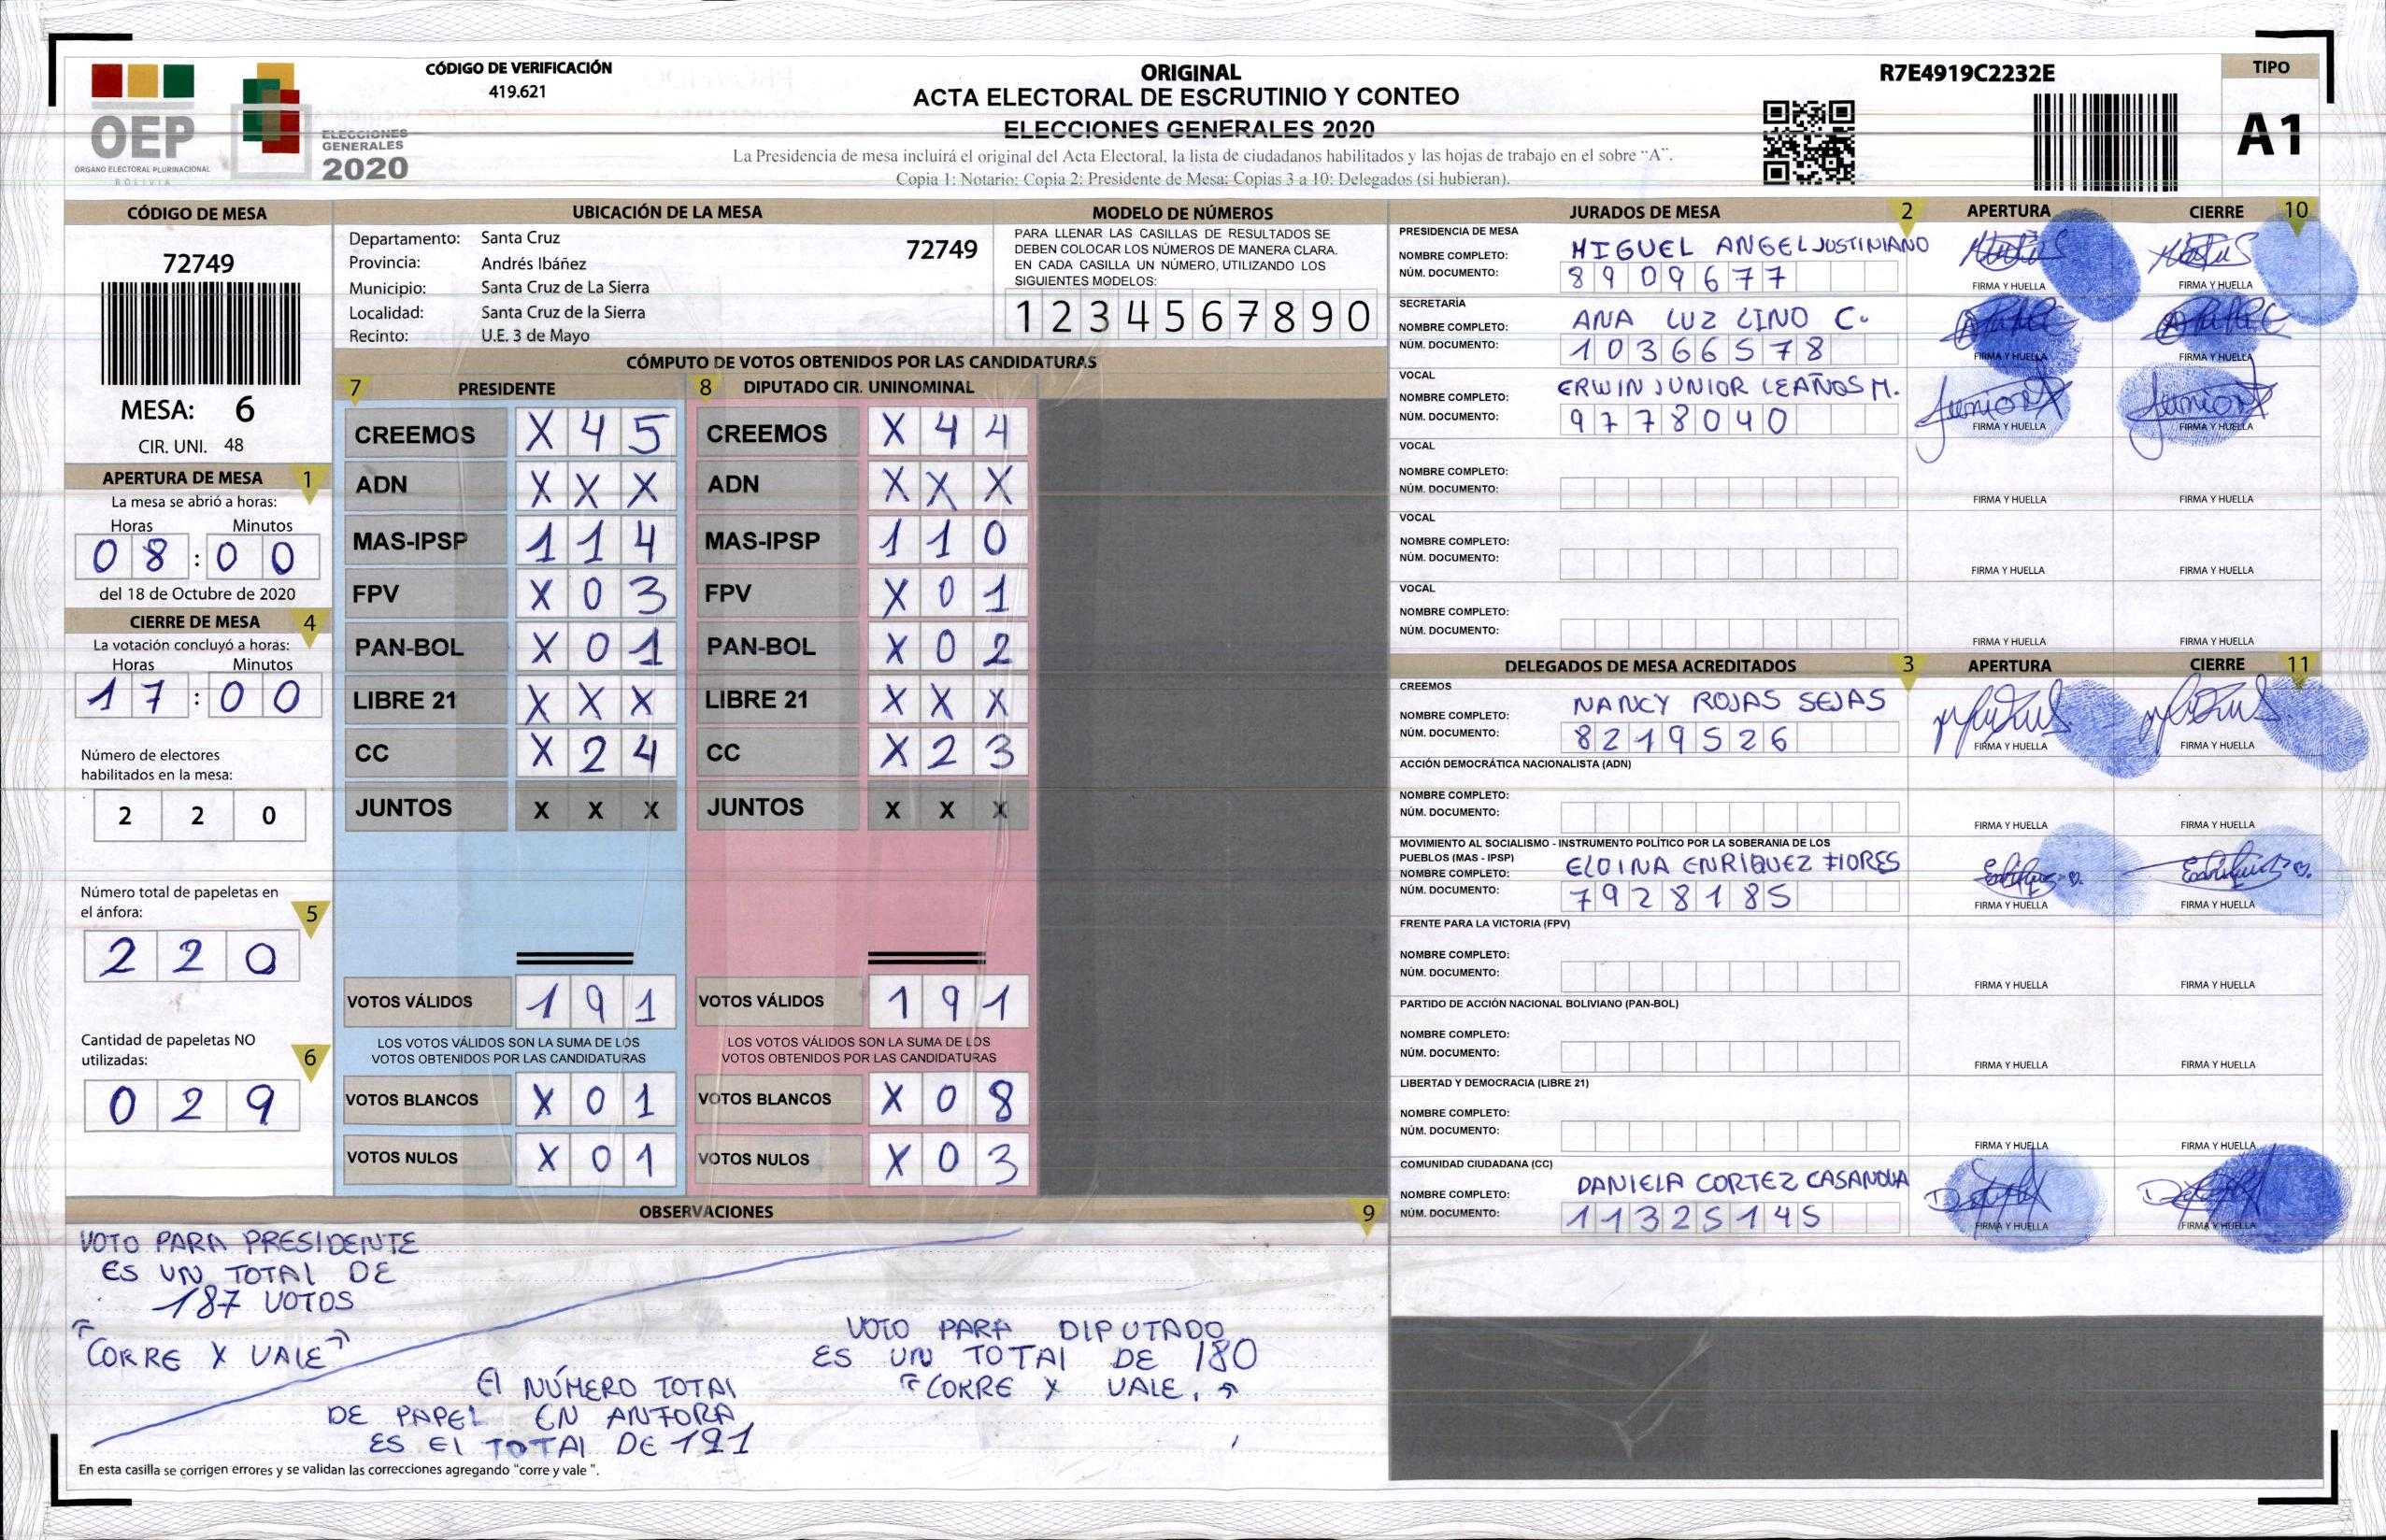 OEP
ÓRGANO ELECTORAL PLURINACIONAL
BOLIVIA
ELECCIONES
GENERALES
2020
CÓDIGO DE VERIFICACIÓN
419.621
ORIGINAL
ACTA ELECTORAL DE ESCRUTINIO Y CONTEO
ELECCIONES GENERALES 2020
La Presidencia de mesa incluirá el original del Acta Electoral, la lista de ciudadanos habilitados y las hojas de trabajo en el sobre "A".
Copia 1: Notario; Copia 2: Presidente de Mesa; Copias 3 a 10: Delegados (si hubieran).
R7E4919C2232E
TIPO
A1
CÓDIGO DE MESA
72749
MESA: 6
CIR. UNI. 48
APERTURA DE MESA 1
La mesa se abrió a horas:
Horas Minutos
0 8 : 0 0
del 18 de Octubre de 2020
CIERRE DE MESA 4
La votación concluyó a horas:
Horas Minutos
1 7 : 0 0
Número de electores
habilitados en la mesa:
2 2 0
Número total de papeletas en
el ánfora: 5
2 2 0
Cantidad de papeletas NO
utilizadas: 6
0 2 9
UBICACIÓN DE LA MESA
Departamento: Santa Cruz 72749
Provincia: Andrés Ibáñez
Municipio: Santa Cruz de La Sierra
Localidad: Santa Cruz de la Sierra
Recinto: U.E. 3 de Mayo
MODELO DE NÚMEROS
PARA LLENAR LAS CASILLAS DE RESULTADOS SE
DEBEN COLOCAR LOS NÚMEROS DE MANERA CLARA.
EN CADA CASILLA UN NÚMERO, UTILIZANDO LOS
SIGUIENTES MODELOS:
1 2 3 4 5 6 7 8 9 0
CÓMPUTO DE VOTOS OBTENIDOS POR LAS CANDIDATURAS
7 PRESIDENTE 8 DIPUTADO CIR. UNINOMINAL
CREEMOS X 4 5 CREEMOS X 4 4
ADN X X X ADN X X X
MAS-IPSP 1 1 4 MAS-IPSP 1 1 0
FPV X 0 3 FPV X 0 1
PAN-BOL X 0 1 PAN-BOL X 0 2
LIBRE 21 X X X LIBRE 21 X X X
CC X 2 4 CC X 2 3
JUNTOS X X X JUNTOS X X X
VOTOS VÁLIDOS 1 9 1 VOTOS VÁLIDOS 1 9 1
LOS VOTOS VÁLIDOS SON LA SUMA DE LOS LOS VOTOS VÁLIDOS SON LA SUMA DE LOS
VOTOS OBTENIDOS POR LAS CANDIDATURAS VOTOS OBTENIDOS POR LAS CANDIDATURAS
VOTOS BLANCOS X 0 1 VOTOS BLANCOS X 0 8
VOTOS NULOS X 0 1 VOTOS NULOS X 0 3
JURADOS DE MESA 2 APERTURA CIERRE 10
PRESIDENCIA DE MESA
NOMBRE COMPLETO: MIGUEL ANGEL JUSTINIANO
NÚM. DOCUMENTO: 8909677
FIRMA Y HUELLA FIRMA Y HUELLA
SECRETARÍA
NOMBRE COMPLETO: ANA LUZ LINO C.
NÚM. DOCUMENTO: 10366578
FIRMA Y HUELLA FIRMA Y HUELLA
VOCAL
NOMBRE COMPLETO: ERWIN JUNIOR LEAÑOS M.
NÚM. DOCUMENTO: 9778040
FIRMA Y HUELLA FIRMA Y HUELLA
VOCAL
NOMBRE COMPLETO:
NÚM. DOCUMENTO:
FIRMA Y HUELLA FIRMA Y HUELLA
VOCAL
NOMBRE COMPLETO:
NÚM. DOCUMENTO:
FIRMA Y HUELLA FIRMA Y HUELLA
VOCAL
NOMBRE COMPLETO:
NÚM. DOCUMENTO:
FIRMA Y HUELLA FIRMA Y HUELLA
DELEGADOS DE MESA ACREDITADOS 3 APERTURA CIERRE 11
CREEMOS
NOMBRE COMPLETO: NANCY ROJAS SEJAS
NÚM. DOCUMENTO: 8219526
FIRMA Y HUELLA FIRMA Y HUELLA
ACCIÓN DEMOCRÁTICA NACIONALISTA (ADN)
NOMBRE COMPLETO:
NÚM. DOCUMENTO:
FIRMA Y HUELLA FIRMA Y HUELLA
MOVIMIENTO AL SOCIALISMO - INSTRUMENTO POLÍTICO POR LA SOBERANIA DE LOS
PUEBLOS (MAS - IPSP)
NOMBRE COMPLETO: ELOINA ENRIQUEZ FLORES
NÚM. DOCUMENTO: 7928185
FIRMA Y HUELLA FIRMA Y HUELLA
FRENTE PARA LA VICTORIA (FPV)
NOMBRE COMPLETO:
NÚM. DOCUMENTO:
FIRMA Y HUELLA FIRMA Y HUELLA
PARTIDO DE ACCIÓN NACIONAL BOLIVIANO (PAN-BOL)
NOMBRE COMPLETO:
NÚM. DOCUMENTO:
FIRMA Y HUELLA FIRMA Y HUELLA
LIBERTAD Y DEMOCRACIA (LIBRE 21)
NOMBRE COMPLETO:
NÚM. DOCUMENTO:
FIRMA Y HUELLA FIRMA Y HUELLA
COMUNIDAD CIUDADANA (CC)
NOMBRE COMPLETO: DANIELA CORTEZ CASANOVA
NÚM. DOCUMENTO: 11325145
FIRMA Y HUELLA FIRMA Y HUELLA
OBSERVACIONES 9
VOTO PARA PRESIDENTE
ES UN TOTAL DE
187 VOTOS
"CORRE X VALE"
VOTO PARA DIPUTADO
ES UN TOTAL DE 180
"CORRE X VALE."
El NÚMERO TOTAL
DE PAPEL EN ANFORA
ES El TOTAL DE 191
En esta casilla se corrigen errores y se validan las correcciones agregando "corre y vale ".